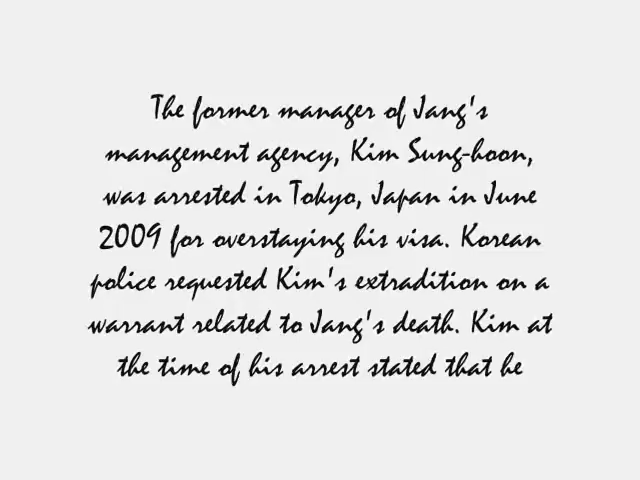 The former manager of Jang's
management agency, Kim Sung-hoon,
was arrested in Tokyo, Japan in June
2009 for overstaying his visa. Korean
police requested Kim's extradition on a
warrant related to Jang's death. Kim at
the time of his arrest stated that he